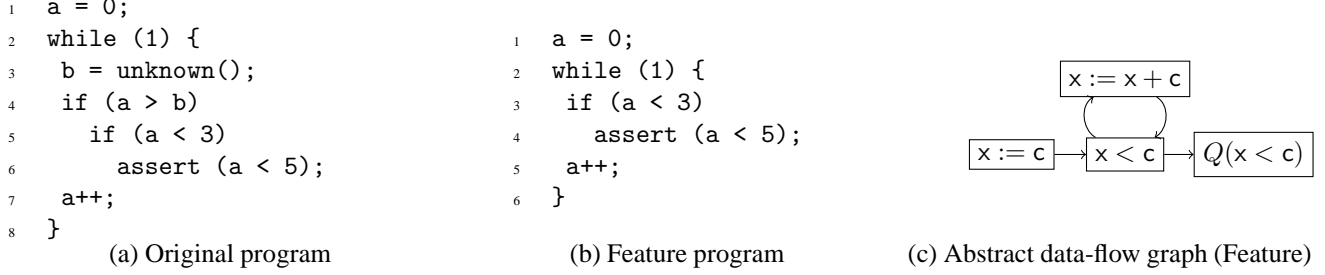 1 a = 0;
2 while (1) {
3 b = unknown();
4 if (a > b)
5 if (a < 3)
6 assert (a < 5);
7 a++;
8 }
(a) Original program
1 a = 0;
2 while (1) {
3 if (a < 3)
4 assert (a < 5);
5 a++;
6 }
(b) Feature program
x := x + c
x := c
x < c
Q(x < c)
(c) Abstract data-flow graph (Feature)